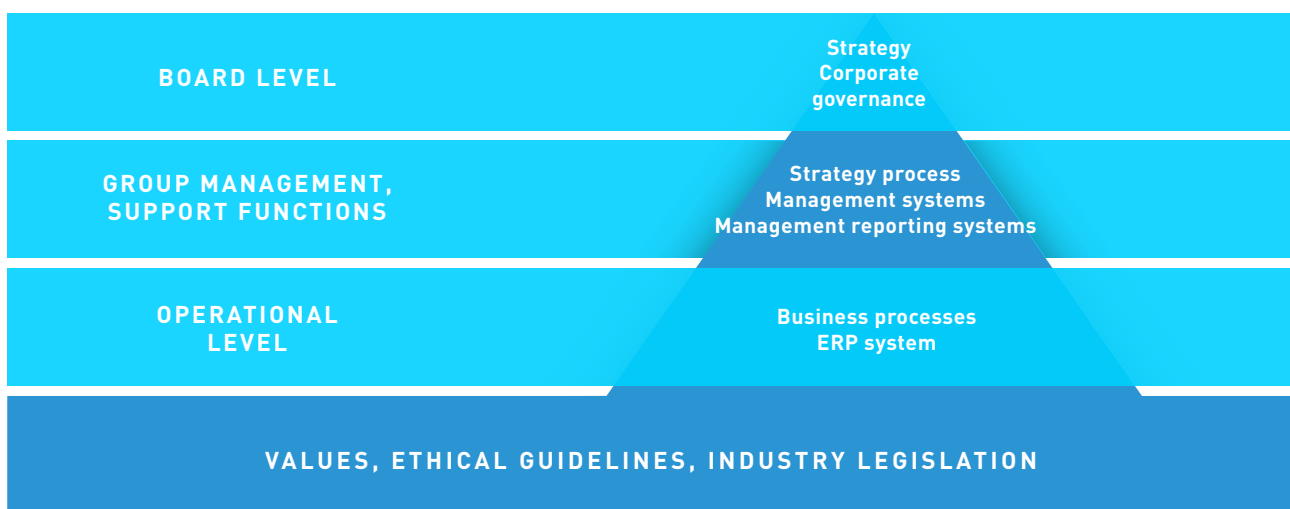 BOARD LEVEL
Strategy
Corporate
governance
GROUP MANAGEMENT,
SUPPORT FUNCTIONS
Strategy process
Management systems
Management reporting systems
OPERATIONAL
LEVEL
Business processes
ERP system
VALUES, ETHICAL GUIDELINES, INDUSTRY LEGISLATION